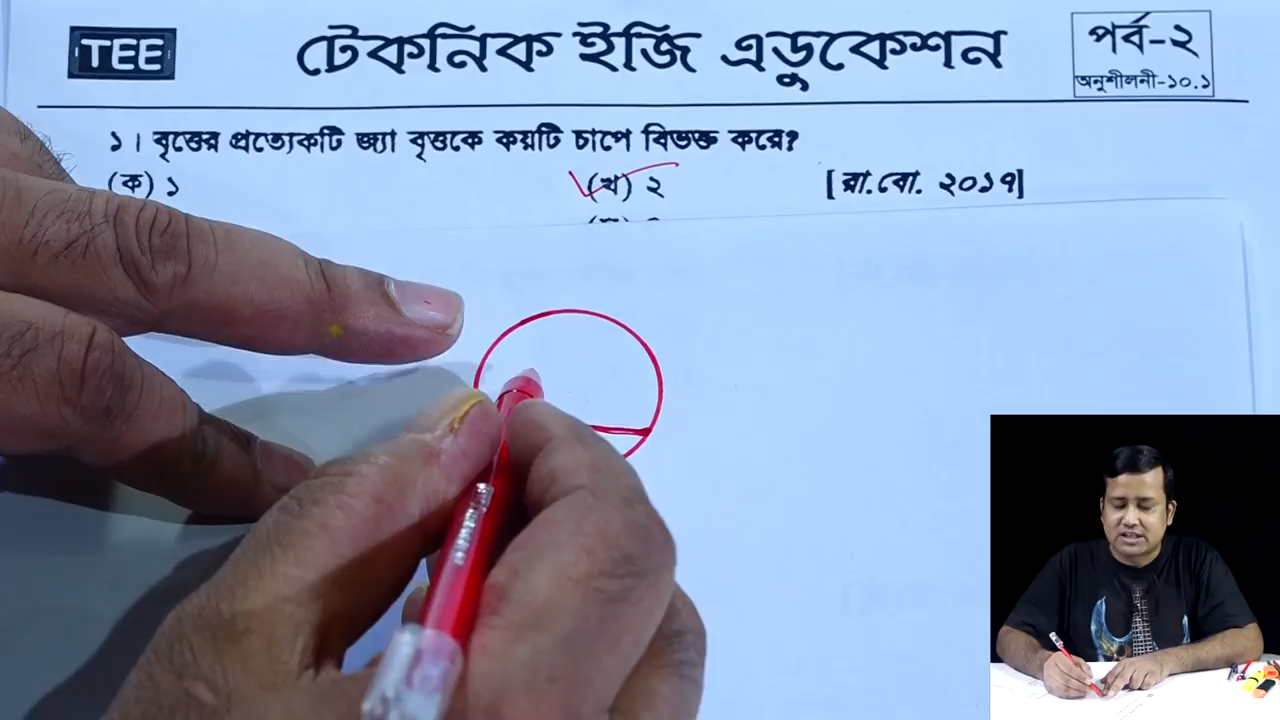 TEE
টেকনিক ইজি এডুকেশন
পর্ব-২
অনুশীলনী-১০.১
১। বৃত্তের প্রত্যেকটি জ্যা বৃত্তকে কয়টি চাপে বিভক্ত করে?
(ক) ১ (খ) ২ [রা.বো. ২০১৭]